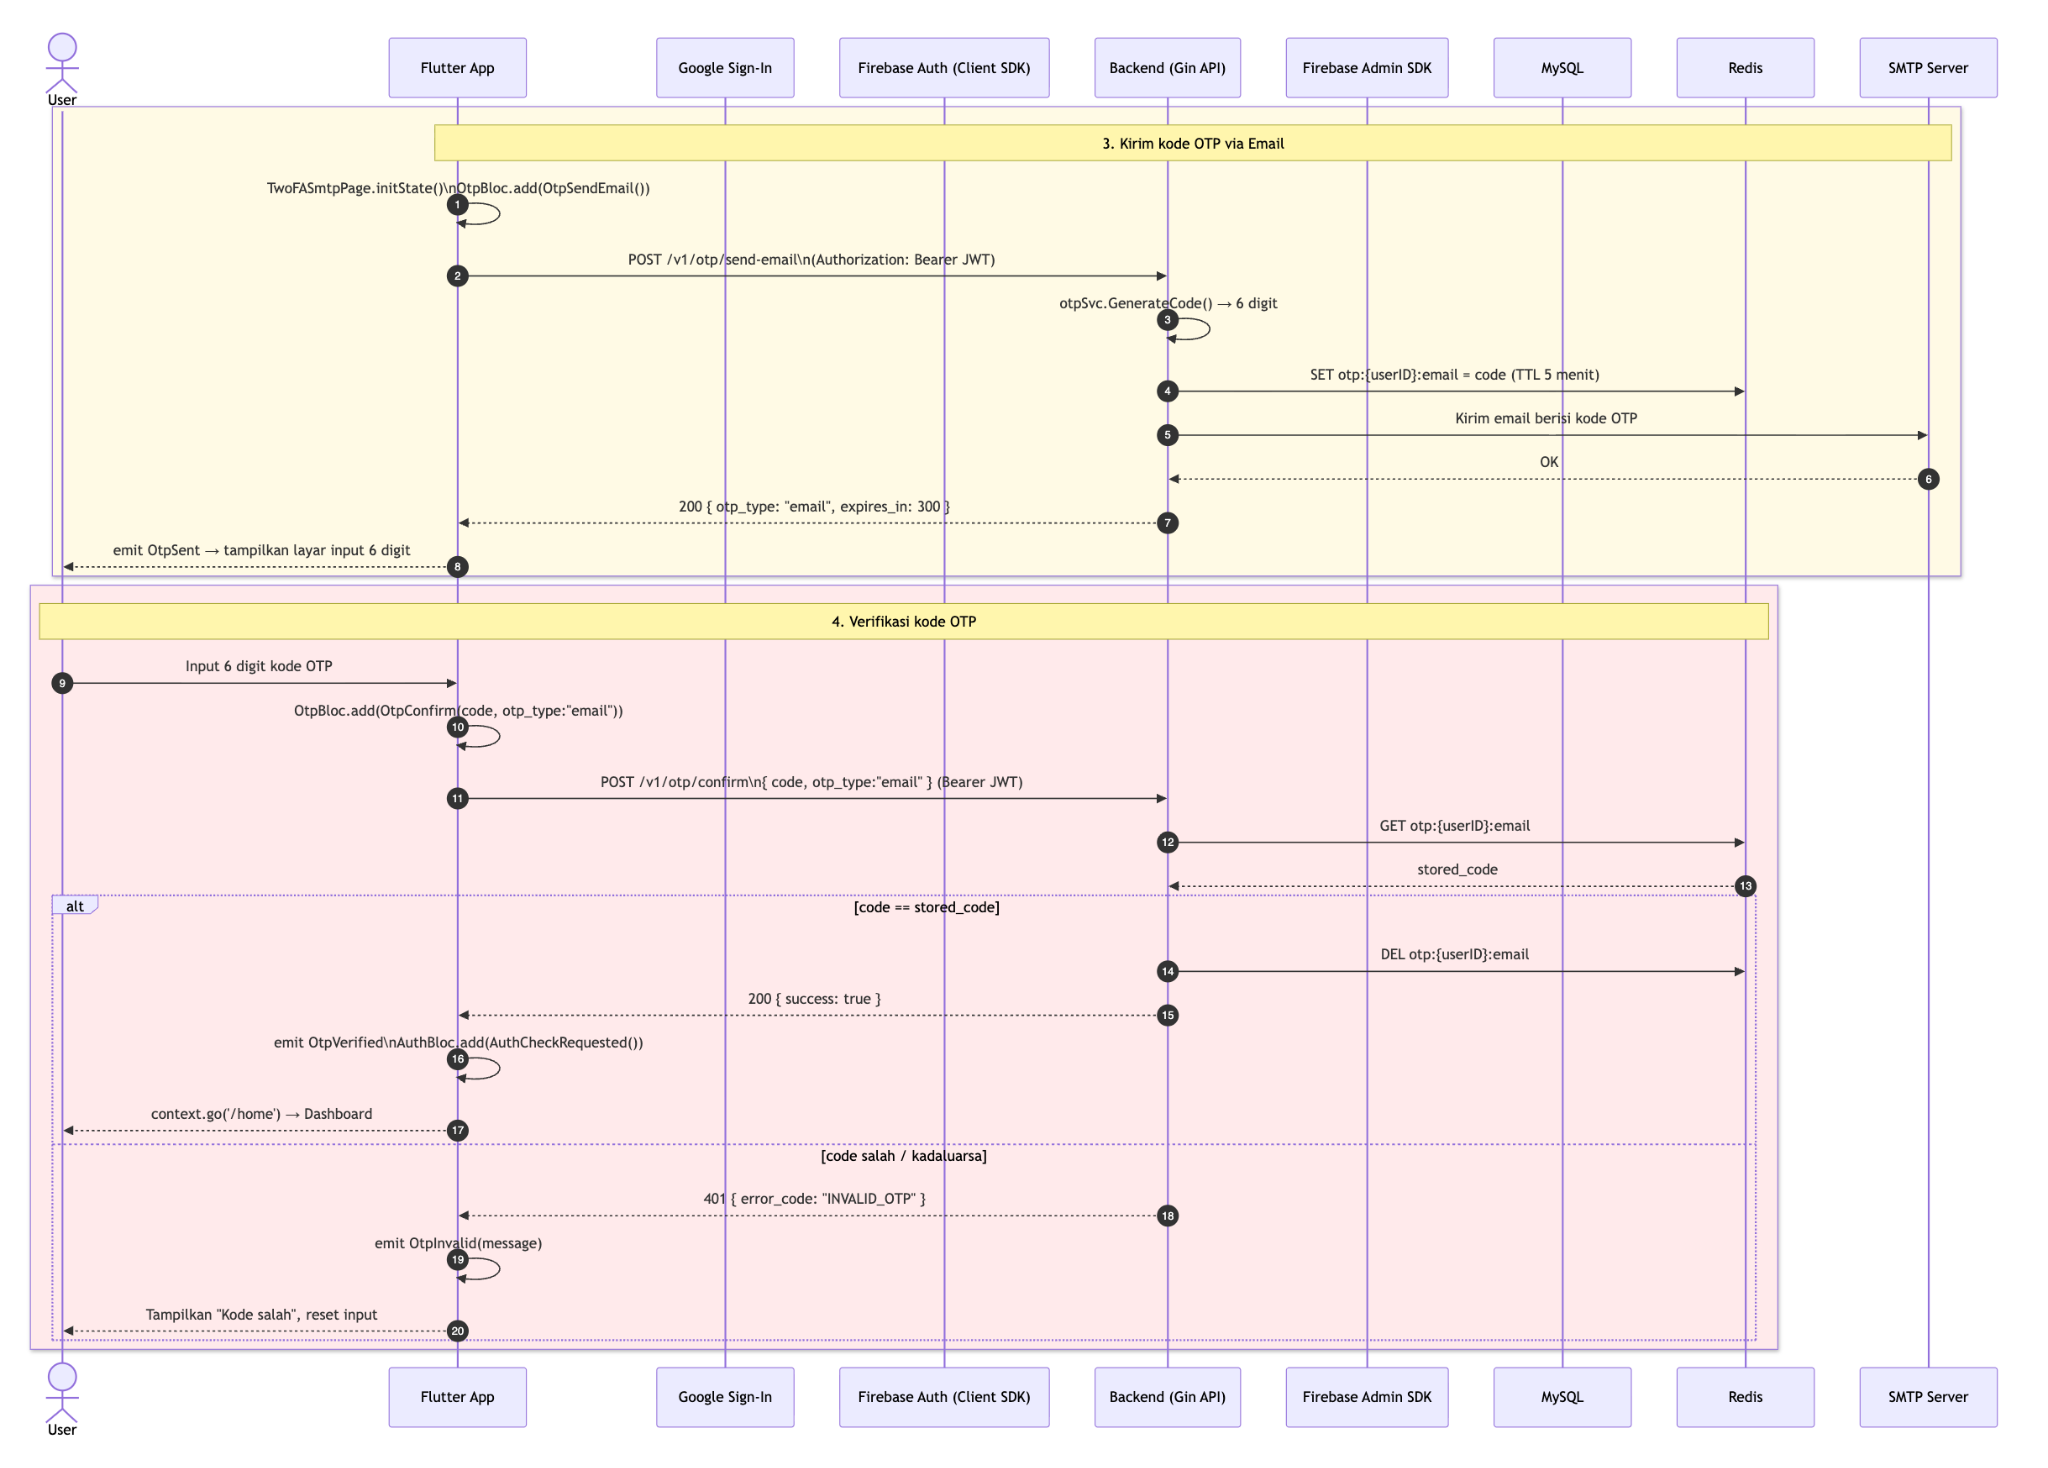 User
Flutter App
Google Sign-In
Firebase Auth (Client SDK)
Backend (Gin API)
Firebase Admin SDK
MySQL
Redis
SMTP Server
3. Kirim kode OTP via Email
TwoFASmtpPage.initState()\nOtpBloc.add(OtpSendEmail())
1
POST /v1/otp/send-email\n(Authorization: Bearer JWT)
2
otpSvc.GenerateCode() → 6 digit
3
SET otp:{userID}:email = code (TTL 5 menit)
4
Kirim email berisi kode OTP
5
OK
6
200 { otp_type: "email", expires_in: 300 }
7
emit OtpSent → tampilkan layar input 6 digit
8
4. Verifikasi kode OTP
Input 6 digit kode OTP
9
OtpBloc.add(OtpConfirm(code, otp_type:"email"))
10
POST /v1/otp/confirm\n{ code, otp_type:"email" } (Bearer JWT)
11
GET otp:{userID}:email
12
stored_code
13
alt
[code == stored_code]
DEL otp:{userID}:email
14
200 { success: true }
15
emit OtpVerified\nAuthBloc.add(AuthCheckRequested())
16
context.go('/home') → Dashboard
17
[code salah / kadaluarsa]
401 { error_code: "INVALID_OTP" }
18
emit OtpInvalid(message)
19
Tampilkan "Kode salah", reset input
20
User
Flutter App
Google Sign-In
Firebase Auth (Client SDK)
Backend (Gin API)
Firebase Admin SDK
MySQL
Redis
SMTP Server